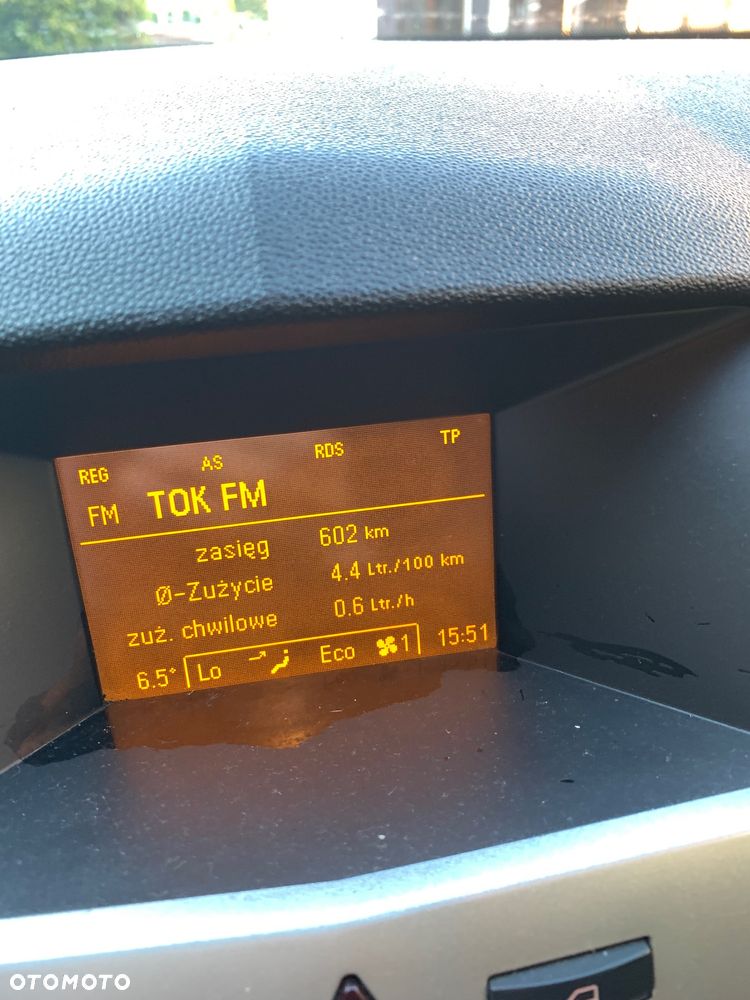 REG AS RDS TP
FM TOK FM
zasięg 602 km
Ø-Zużycie 4.4 Ltr./100 km
zuż. chwilowe 0.6 Ltr./h
6.5° Lo Eco 1 15:51
OTOMOTO